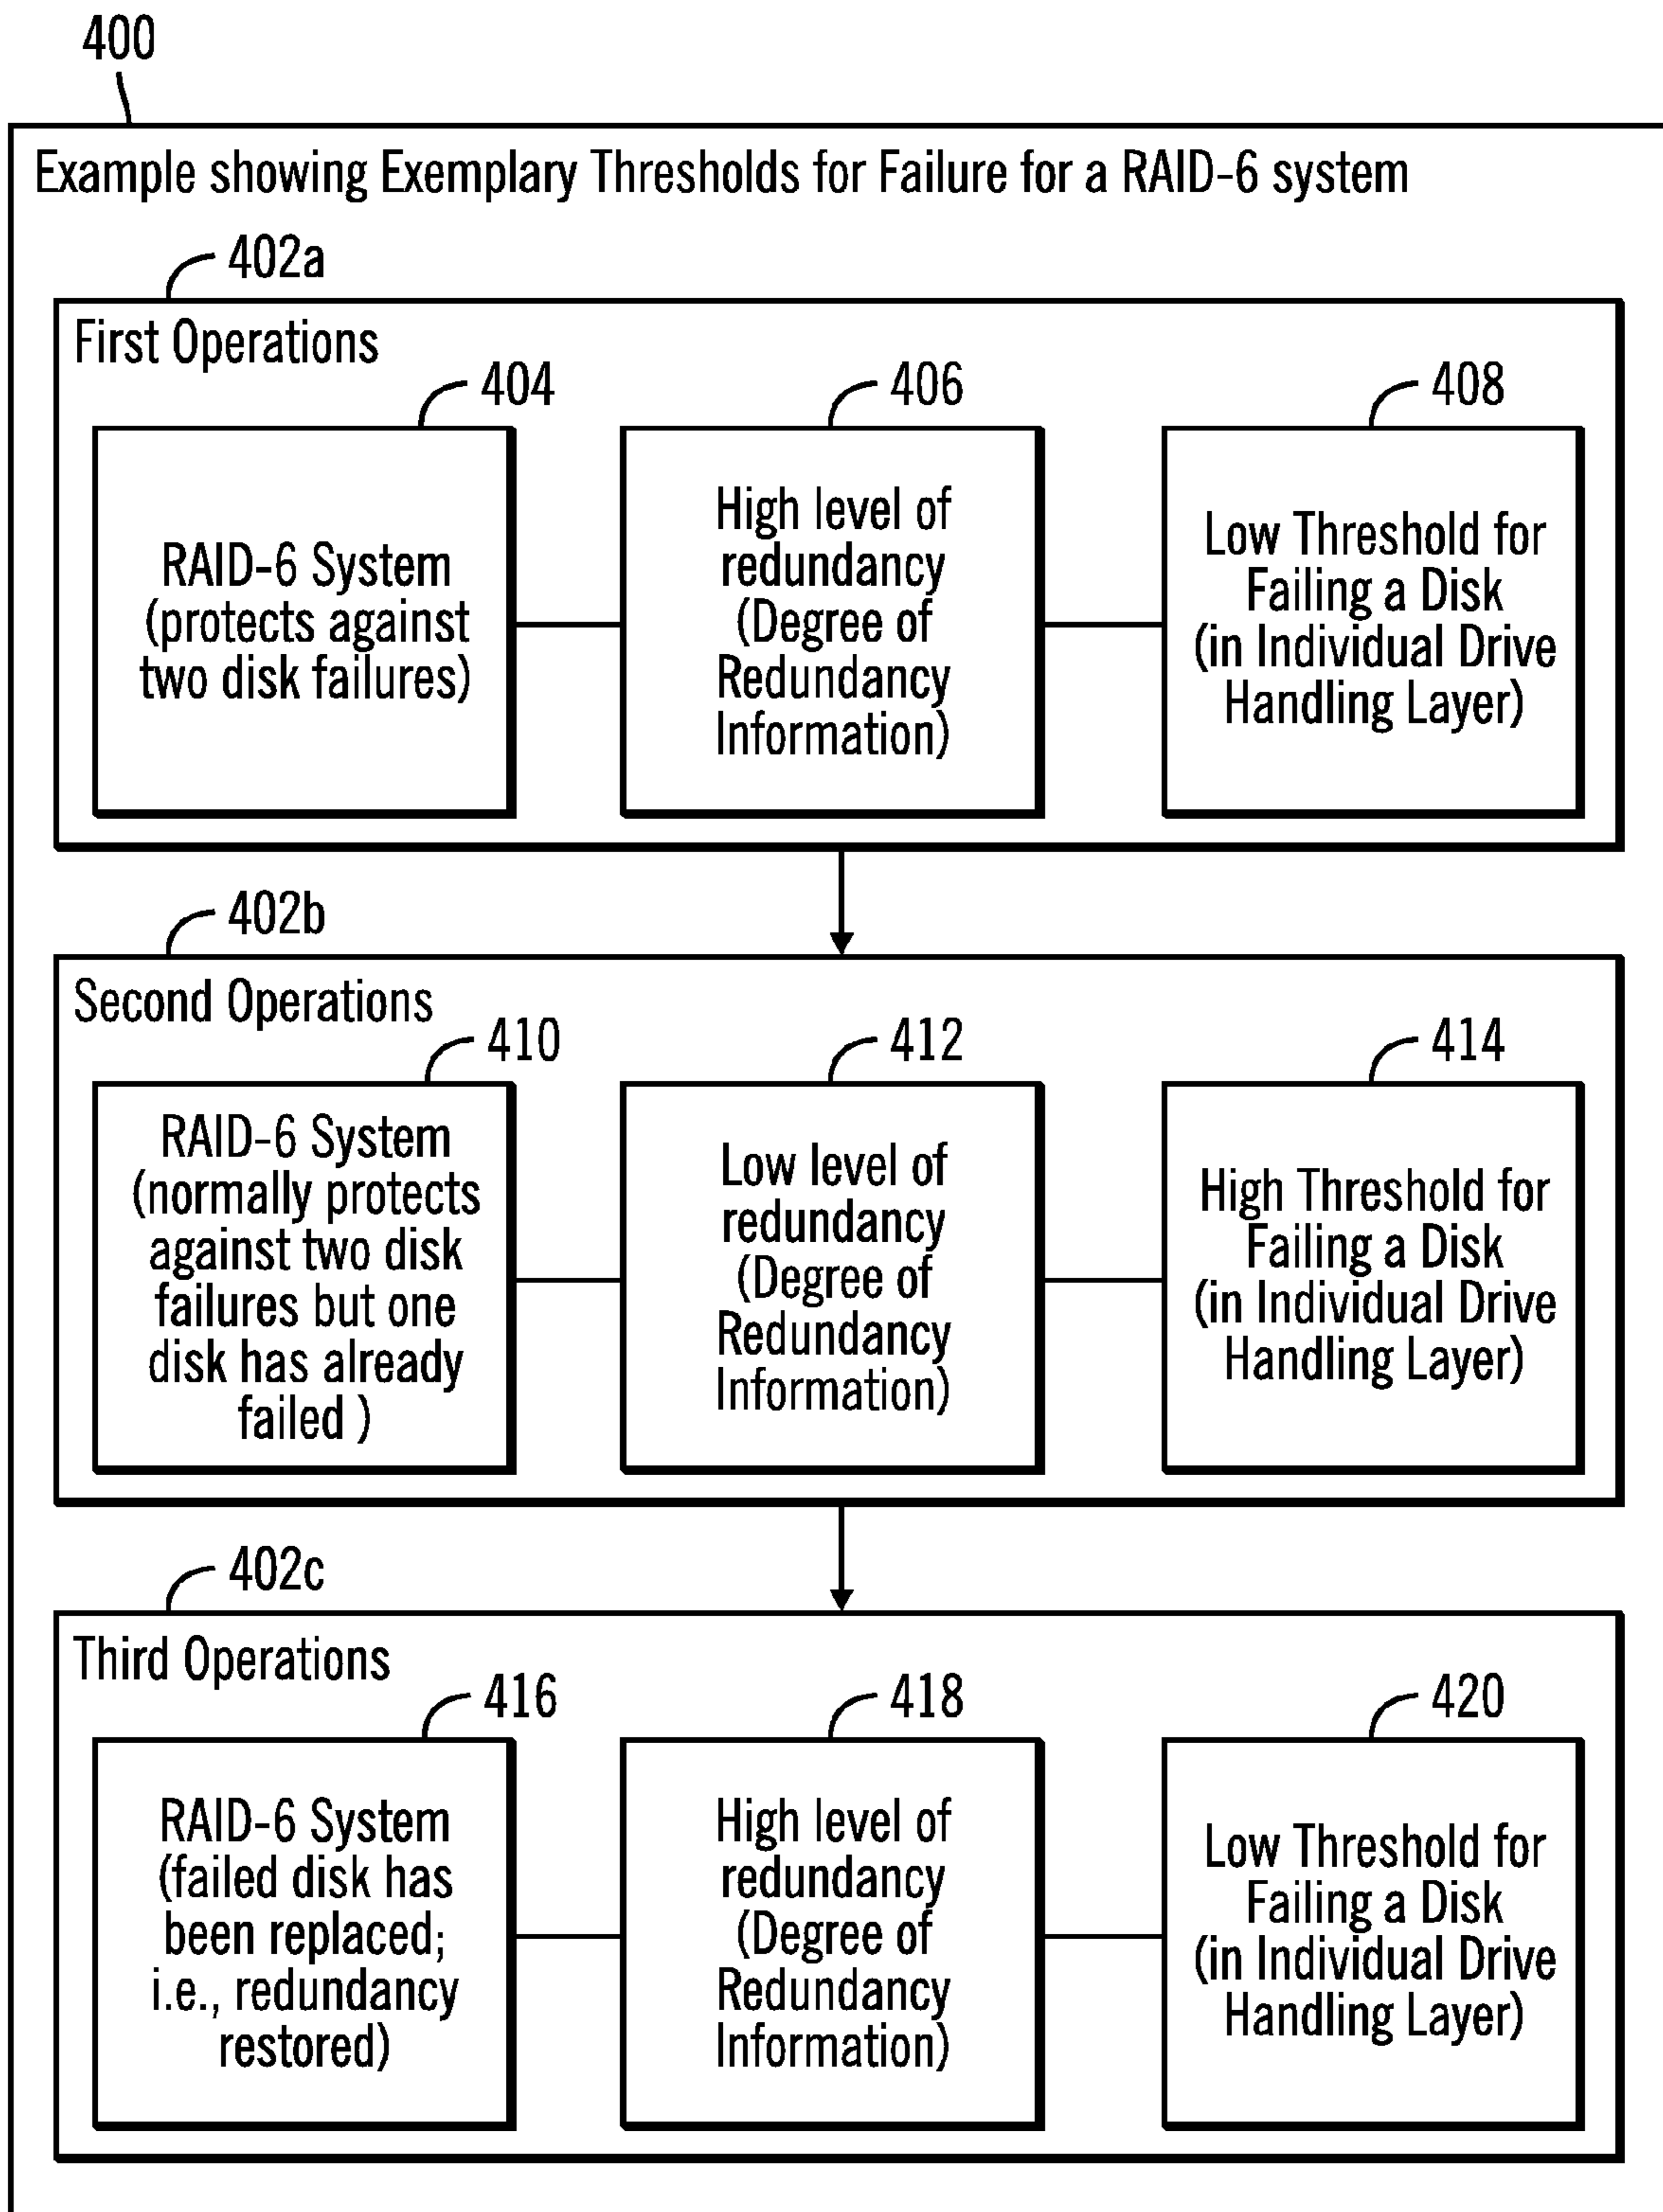 400
Example showing Exemplary Thresholds for Failure for a RAID-6 system
402a
First Operations
404
RAID-6 System
(protects against
two disk failures)
406
High level of
redundancy
(Degree of
Redundancy
Information)
408
Low Threshold for
Failing a Disk
(in Individual Drive
Handling Layer)
402b
Second Operations
410
RAID-6 System
(normally protects
against two disk
failures but one
disk has already
failed )
412
Low level of
redundancy
(Degree of
Redundancy
Information)
414
High Threshold for
Failing a Disk
(in Individual Drive
Handling Layer)
402c
Third Operations
416
RAID-6 System
(failed disk has
been replaced;
i.e., redundancy
restored)
418
High level of
redundancy
(Degree of
Redundancy
Information)
420
Low Threshold for
Failing a Disk
(in Individual Drive
Handling Layer)